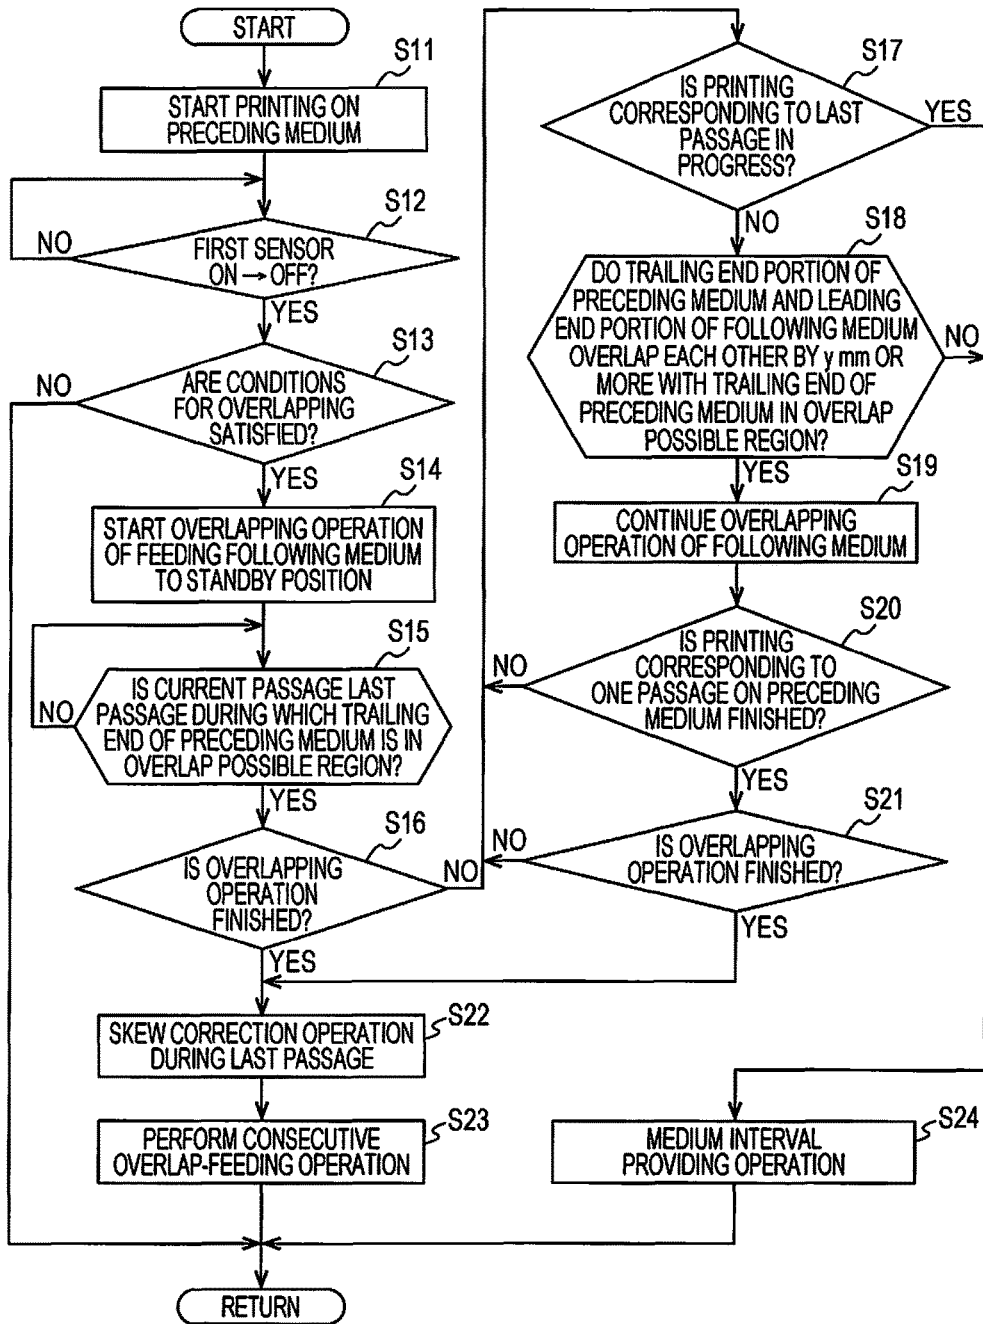 START
S11
START PRINTING ON
PRECEDING MEDIUM
S12
NO
FIRST SENSOR
ON → OFF?
YES
S13
NO
ARE CONDITIONS
FOR OVERLAPPING
SATISFIED?
YES
S14
START OVERLAPPING OPERATION
OF FEEDING FOLLOWING MEDIUM
TO STANDBY POSITION
S15
NO
IS CURRENT PASSAGE LAST
PASSAGE DURING WHICH TRAILING
END OF PRECEDING MEDIUM IS IN
OVERLAP POSSIBLE REGION?
YES
S16
IS OVERLAPPING
OPERATION
FINISHED?
NO
YES
S17
IS PRINTING
CORRESPONDING TO LAST
PASSAGE IN
PROGRESS?
YES
NO
S18
DO TRAILING END PORTION OF
PRECEDING MEDIUM AND LEADING
END PORTION OF FOLLOWING MEDIUM
OVERLAP EACH OTHER BY y mm OR
MORE WITH TRAILING END OF
PRECEDING MEDIUM IN OVERLAP
POSSIBLE REGION?
NO
YES
S19
CONTINUE OVERLAPPING
OPERATION OF FOLLOWING MEDIUM
S20
NO
IS PRINTING
CORRESPONDING TO
ONE PASSAGE ON PRECEDING
MEDIUM FINISHED?
YES
S21
NO
IS OVERLAPPING
OPERATION FINISHED?
YES
S22
SKEW CORRECTION OPERATION
DURING LAST PASSAGE
S23
PERFORM CONSECUTIVE
OVERLAP-FEEDING OPERATION
S24
MEDIUM INTERVAL
PROVIDING OPERATION
RETURN